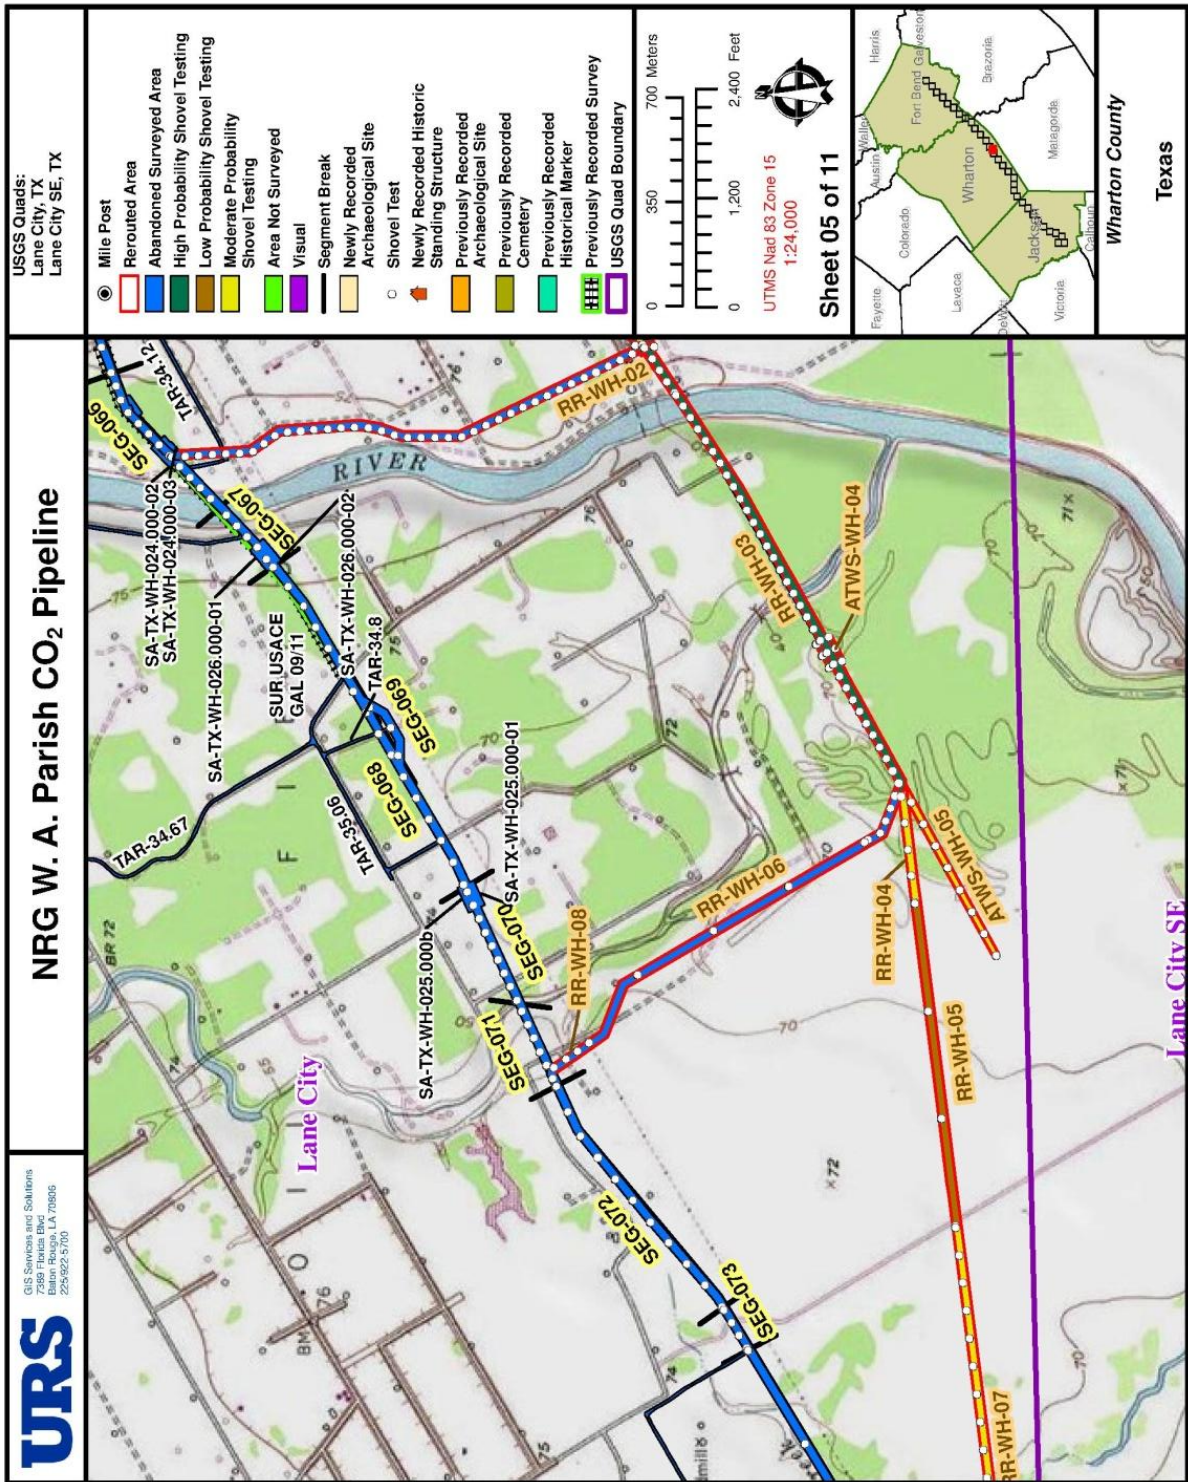 URS
GIS Services and Solutions
7389 Florida Blvd
Baton Rouge, LA 70806
225/922-5700
NRG W. A. Parish CO₂ Pipeline
USGS Quads:
Lane City, TX
Lane City SE, TX
Mile Post
Rerouted Area
Abandoned Surveyed Area
High Probability Shovel Testing
Low Probability Shovel Testing
Moderate Probability
Shovel Testing
Area Not Surveyed
Visual
Segment Break
Newly Recorded
Archaeological Site
Shovel Test
Newly Recorded Historic
Standing Structure
Previously Recorded
Archaeological Site
Previously Recorded
Cemetery
Previously Recorded
Historical Marker
Previously Recorded Survey
USGS Quad Boundary
0 350 700 Meters
0 1,200 2,400 Feet
N
UTMS Nad 83 Zone 15
1:24,000
Sheet 05 of 11
Fayette
Colorado
Austin
Waller
Harris
Fort Bend
Galveston
Lavaca
Wharton
Brazoria
DeWitt
Jackson
Matagorda
Victoria
Calhoun
Wharton County
Texas
SEG-066
TAR-34.12
SA-TX-WH-024.000-02
SA-TX-WH-024.000-03
SEG-067
SA-TX-WH-026.000-01
SUR USACE
GAL 09/11
SA-TX-WH-026.000-02
TAR-34.8
SEG-069
SEG-068
TAR-34.67
TAR-35.06
SA-TX-WH-025.000b
SA-TX-WH-025.000-01
SEG-070
SEG-071
SEG-072
SEG-073
RR-WH-02
RR-WH-03
ATWS-WH-04
ATWS-WH-05
RR-WH-04
RR-WH-05
RR-WH-06
RR-WH-07
RR-WH-08
RIVER
Lane City
Lane City SE
BR 72
BM
76
75
74
72
71
70